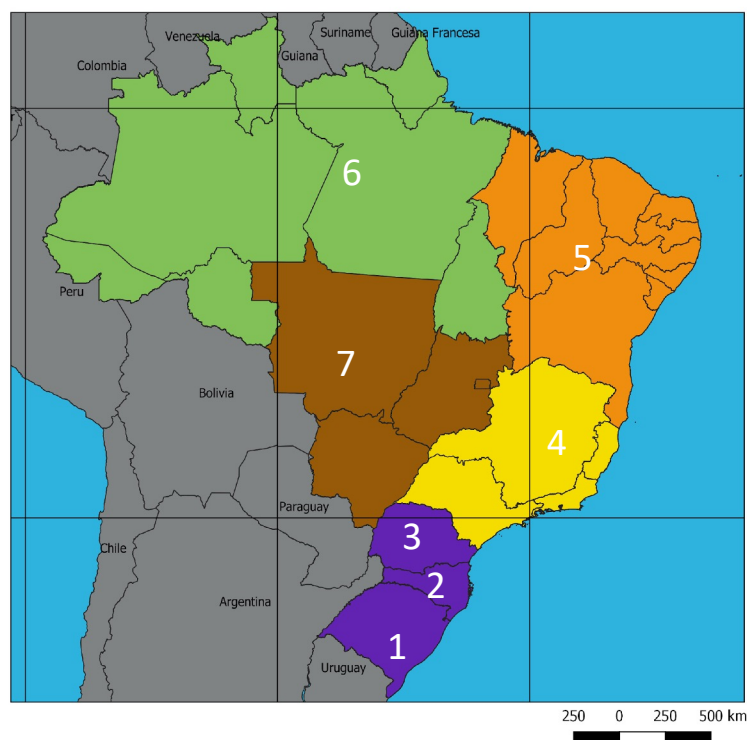 Suriname
Guiana Francesa
Venezuela
Guiana
Colombia
6
5
Peru
7
Bolivia
4
Paraguay
3
Chile
2
Argentina
1
Uruguay
250 0 250 500 km